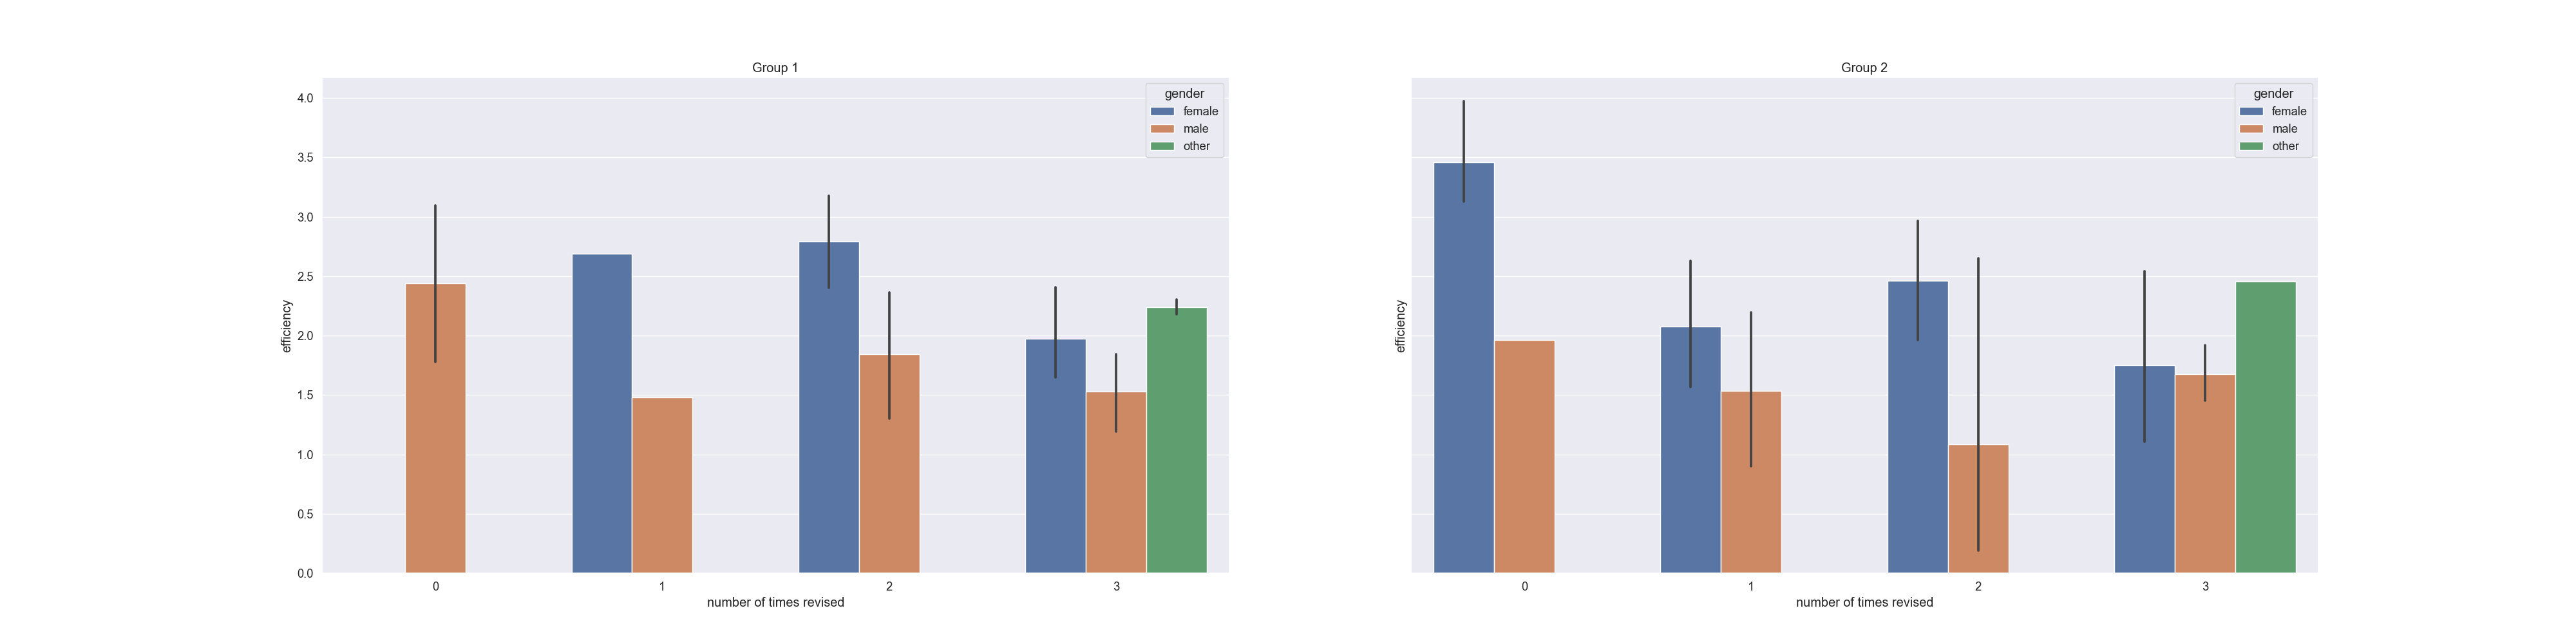 Group 1
gender
female
male
other
4.0
3.5
3.0
2.5
2.0
1.5
1.0
0.5
0.0
efficiency
0 1 2 3
number of times revised
Group 2
gender
female
male
other
efficiency
0 1 2 3
number of times revised